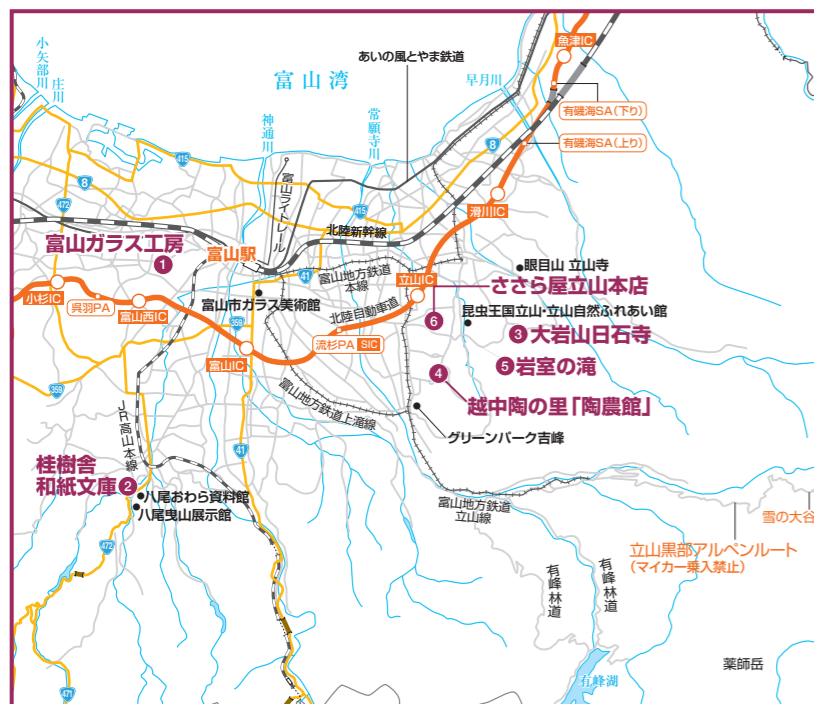 小矢部川
庄川
富山湾
あいの風とやま鉄道
早月川
魚津IC
有磯海SA(下り)
有磯海SA(上り)
神通川
常願寺川
415
8
472
富山ライトレール
415
8
北陸新幹線
滑川IC
富山ガラス工房
1
富山駅
41
富山地方鉄道
本線
立山IC
眼目山 立山寺
ささら屋立山本店
6
昆虫王国立山・立山自然ふれあい館
小杉IC
呉羽PA
富山西IC
富山市ガラス美術館
北陸自動車道
359
流杉PA SIC
富山IC
3 大岩山日石寺
5 岩室の滝
4
越中陶の里「陶農館」
359
富山地方鉄道上滝線
グリーンパーク吉峰
JR高山本線
41
桂樹舎
和紙文庫 2
八尾おわら資料館
八尾曳山展示館
472
富山地方鉄道
立山線
雪の大谷
立山黒部アルペンルート
(マイカー乗入禁止)
有峰林道
有峰林道
薬師岳
有峰湖
471